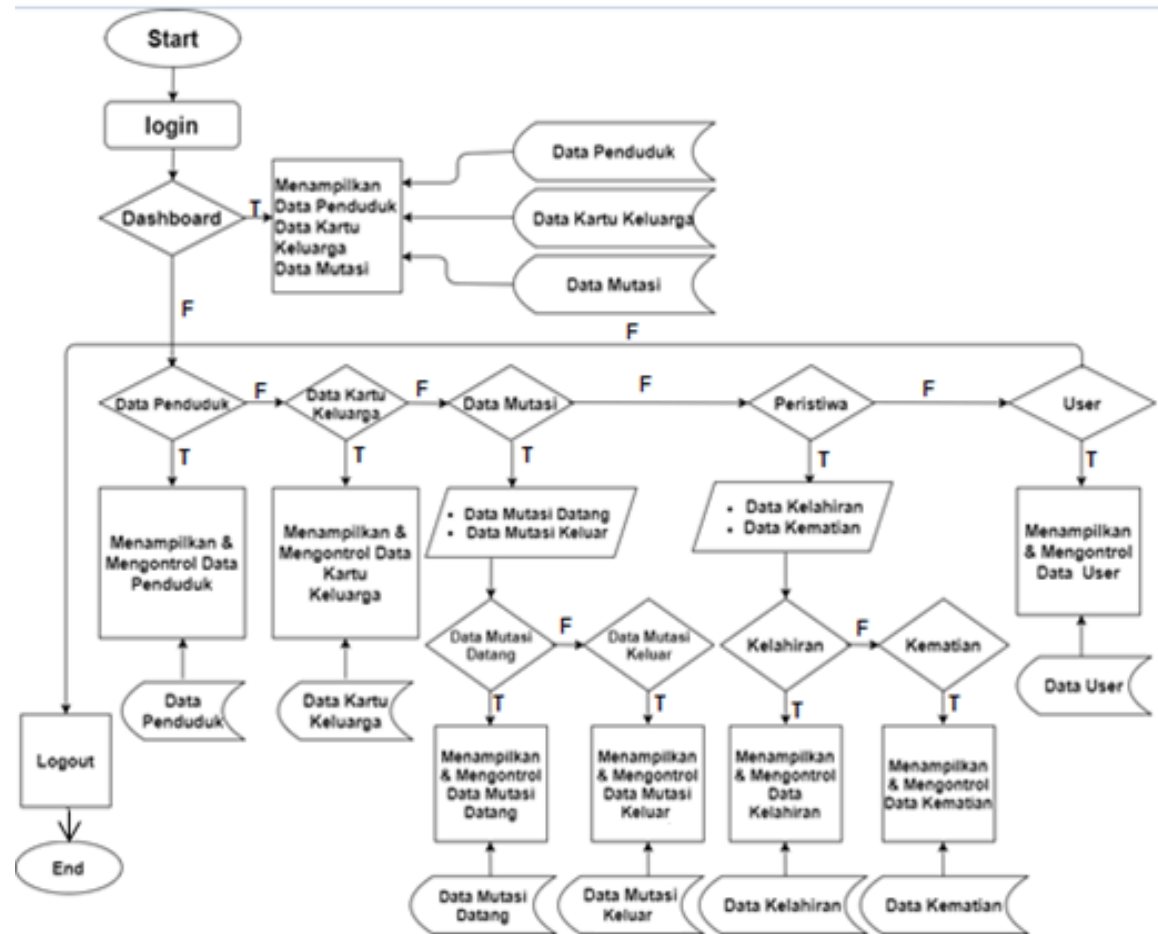 Start
login
Dashboard
T
Menampilkan
Data Penduduk
Data Kartu
Keluarga
Data Mutasi
Data Penduduk
Data Kartu Keluarga
Data Mutasi
F
F
Data Penduduk
F
Data Kartu
Keluarga
F
Data Mutasi
F
Peristiwa
F
User
T
T
T
T
T
Menampilkan &
Mengontrol Data
Penduduk
Menampilkan &
Mengontrol Data
Kartu
Keluarga
• Data Mutasi Datang
• Data Mutasi Keluar
• Data Kelahiran
• Data Kematian
Menampilkan
& Mengontrol
Data User
Data Mutasi
Datang
F
Data Mutasi
Keluar
Kelahiran
F
Kematian
Data
Penduduk
Data Kartu
Keluarga
Data User
T
T
T
T
Logout
Menampilkan
& Mengontrol
Data Mutasi
Datang
Menampilkan
& Mengontrol
Data Mutasi
Keluar
Menampilkan
& Mengontrol
Data
Kelahiran
Menampilkan
& Mengontrol
Data Kematian
End
Data Mutasi
Datang
Data Mutasi
Keluar
Data Kelahiran
Data Kematian